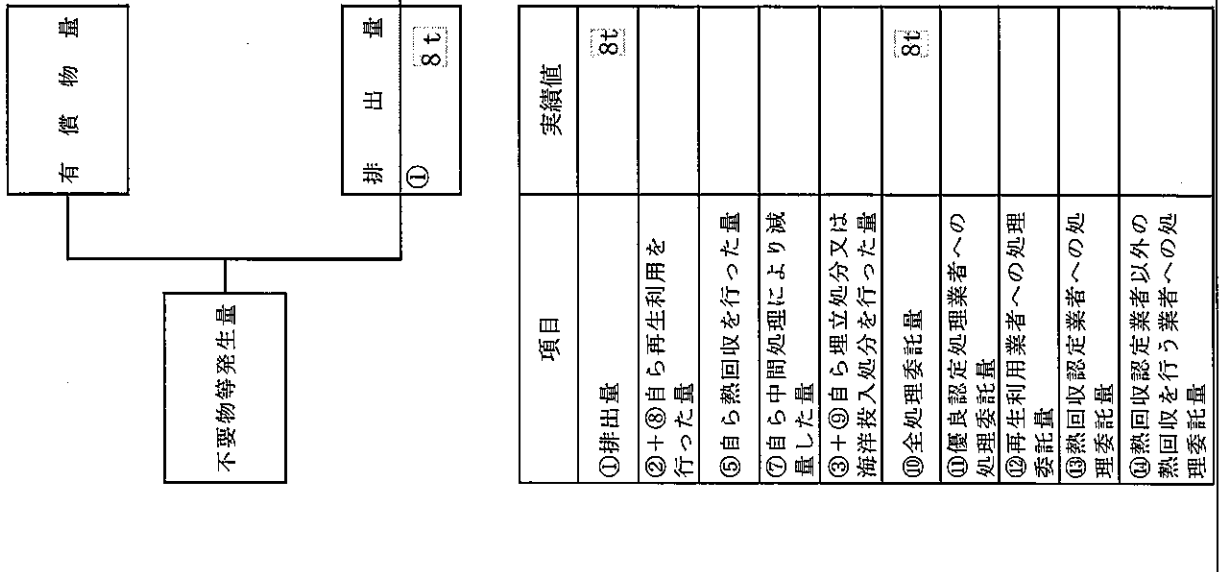 有償物量
不要物等発生量
排出量
①
8t
項目
実績値
①排出量
8t
②+⑧自ら再生利用を
行った量
⑤自ら熱回収を行った量
⑦自ら中間処理により減
量した量
③+⑨自ら埋立処分又は
海洋投入処分を行った量
⑩全処理委託量
8t
⑪優良認定処理業者への
処理委託量
⑫再生利用業者への処理
委託量
⑬熱回収認定業者への処
理委託量
⑭熱回収認定業者以外の
熱回収を行う業者への処
理委託量